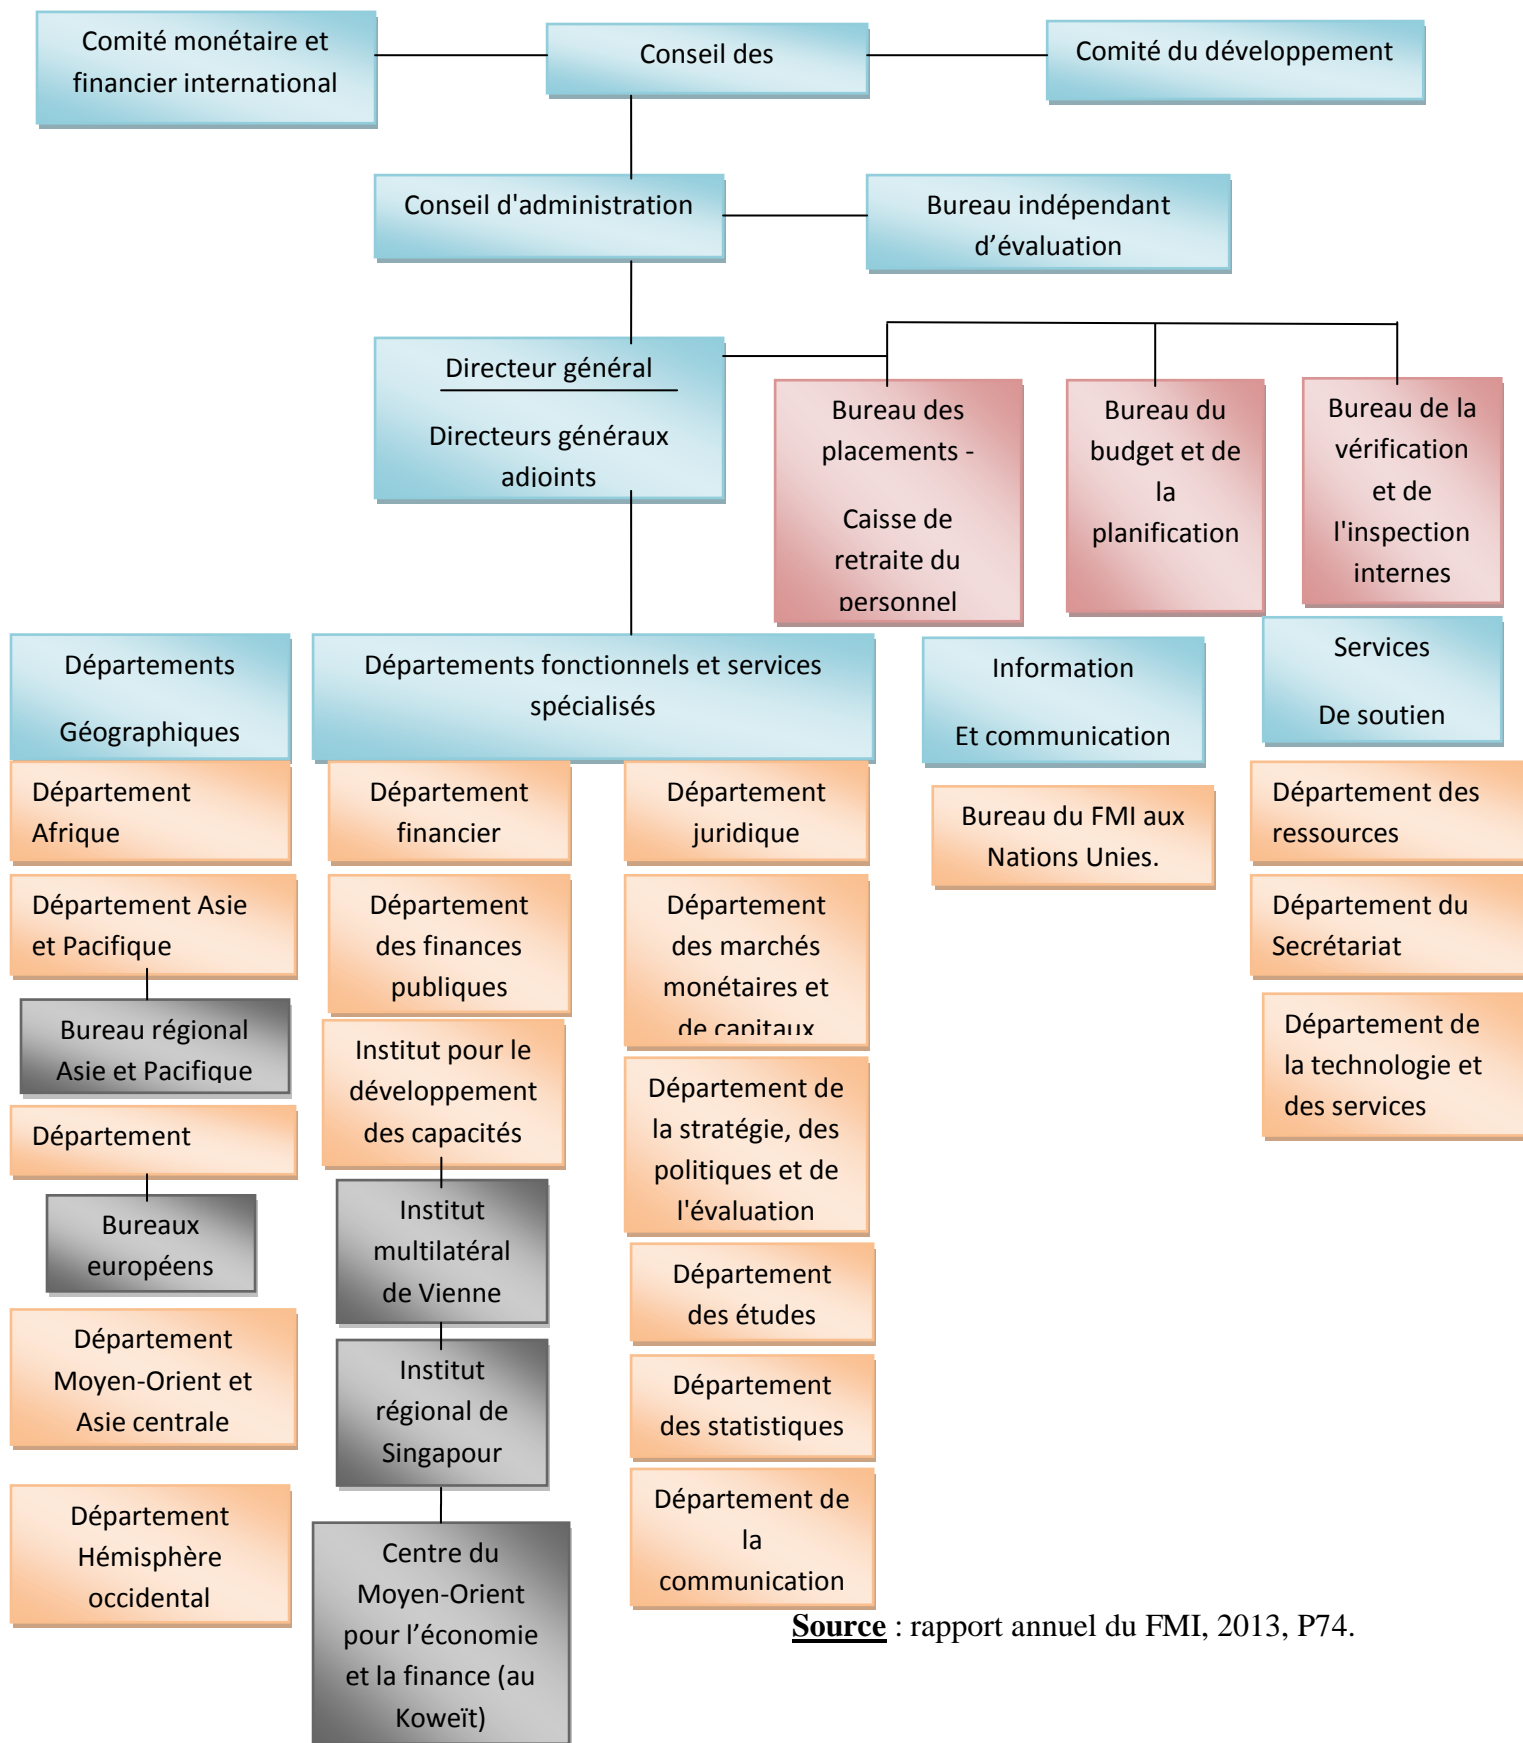 Comité monétaire et
financier international
Conseil des
Comité du développement
Conseil d'administration
Bureau indépendant
d’évaluation
Directeur général
Directeurs généraux
adjoints
Bureau des
placements -
Caisse de
retraite du
personnel
Bureau du
budget et de
la
planification
Bureau de la
vérification
et de
l'inspection
internes
Départements
Géographiques
Départements fonctionnels et services
spécialisés
Information
Et communication
Services
De soutien
Département
Afrique
Département Asie
et Pacifique
Bureau régional
Asie et Pacifique
Département
Bureaux
européens
Département
Moyen-Orient et
Asie centrale
Département
Hémisphère
occidental
Département
financier
Département
des finances
publiques
Institut pour le
développement
des capacités
Institut
multilatéral
de Vienne
Institut
régional de
Singapour
Centre du
Moyen-Orient
pour l’économie
et la finance (au
Koweït)
Département
juridique
Département
des marchés
monétaires et
de capitaux
Département de
la stratégie, des
politiques et de
l'évaluation
Département
des études
Département
des statistiques
Département de
la
communication
Bureau du FMI aux
Nations Unies.
Département des
ressources
Département du
Secrétariat
Département de
la technologie et
des services
Source : rapport annuel du FMI, 2013, P74.